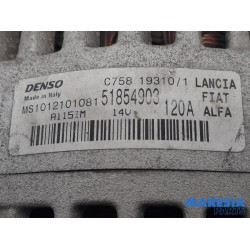 DENSO C758 19310/1 LANCIA
Made in Italy FIAT
MS1012101081 51854903 120A ALFA
A115IM 14V